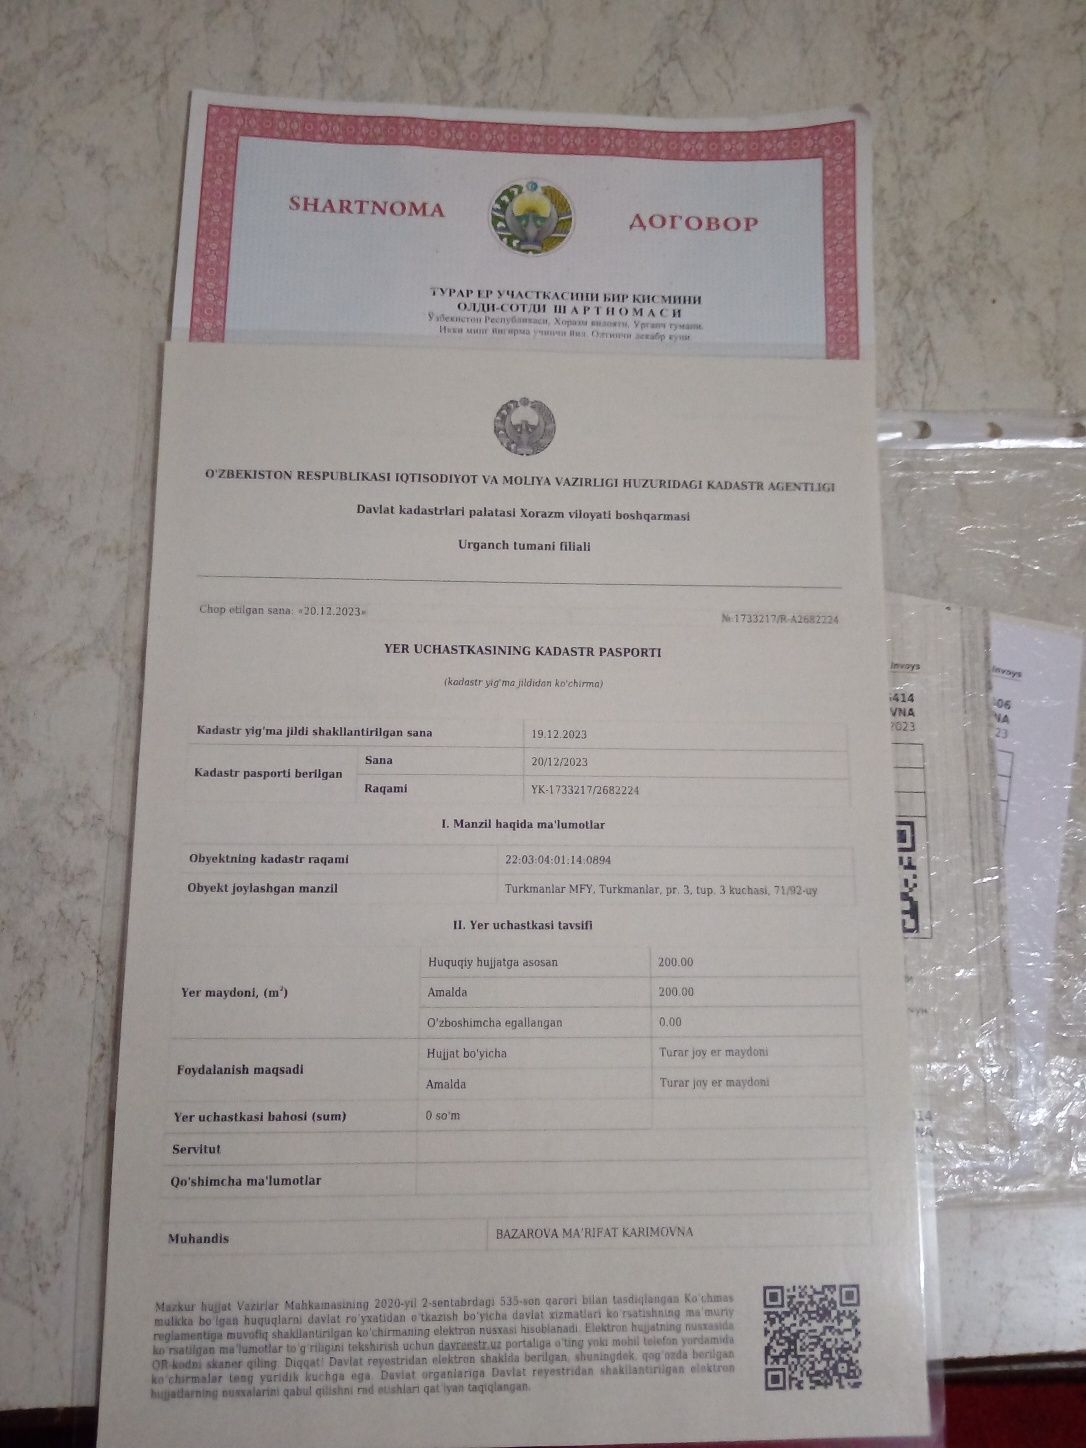 SHARTNOMA
ДОГОВОР
ТУРАР ЕР УЧАСТКАСИНИ БИР КИСМИНИ
ОЛДИ-СОТДИ Ш А Р Т Н О М А С И
Ўзбекистон Республикаси, Хоразм вилояти, Урганч тумани.
Икки минг йигирма учинчи йил. Олтинчи декабр куни.
O'ZBEKISTON RESPUBLIKASI IQTISODIYOT VA MOLIYA VAZIRLIGI HUZURIDAGI KADASTR AGENTLIGI
Davlat kadastrlari palatasi Xorazm viloyati boshqarmasi
Urganch tumani filiali
Chop etilgan sana: «20.12.2023»
№:1733217/R-A2682224
YER UCHASTKASINING KADASTR PASPORTI
(kadastr yig'ma jildidan ko'chirma)
Kadastr yig'ma jildi shakllantirilgan sana 19.12.2023
Kadastr pasporti berilgan
Sana 20/12/2023
Raqami YK-1733217/2682224
I. Manzil haqida ma'lumotlar
Obyektning kadastr raqami 22:03:04:01:14:0894
Obyekt joylashgan manzil Turkmanlar MFY, Turkmanlar, pr. 3, tup. 3 kuchasi, 71/92-uy
II. Yer uchastkasi tavsifi
Yer maydoni, (m²)
Huquqiy hujjatga asosan 200.00
Amalda 200.00
O'zboshimcha egallangan 0.00
Foydalanish maqsadi
Hujjat bo'yicha Turar joy er maydoni
Amalda Turar joy er maydoni
Yer uchastkasi bahosi (sum) 0 so'm
Servitut
Qo'shimcha ma'lumotlar
Muhandis BAZAROVA MA'RIFAT KARIMOVNA
Mazkur hujjat Vazirlar Mahkamasining 2020-yil 2-sentabrdagi 535-son qarori bilan tasdiqlangan Ko'chmas
mulkka bo'lgan huquqlarni davlat ro'yxatidan o'tkazish bo'yicha davlat xizmatlari ko'rsatishning ma'muriy
reglamentiga muvofiq shakllantirilgan ko'chirmaning elektron nusxasi hisoblanadi. Elektron hujjatning nusxasida
ko'rsatilgan ma'lumotlar to'g'riligini tekshirish uchun davreestr.uz portaliga o'ting yoki mobil telefon yordamida
QR-kodni skaner qiling. Diqqat! Davlat reyestridan elektron shaklda berilgan, shuningdek, qog'ozda berilgan
ko'chirmalar teng yuridik kuchga ega. Davlat organlariga Davlat reyestridan shakllantirilgan elektron
hujjatlarning nusxalarini qabul qilishni rad etishlari qat'iyan taqiqlangan.
414
VNA
2023